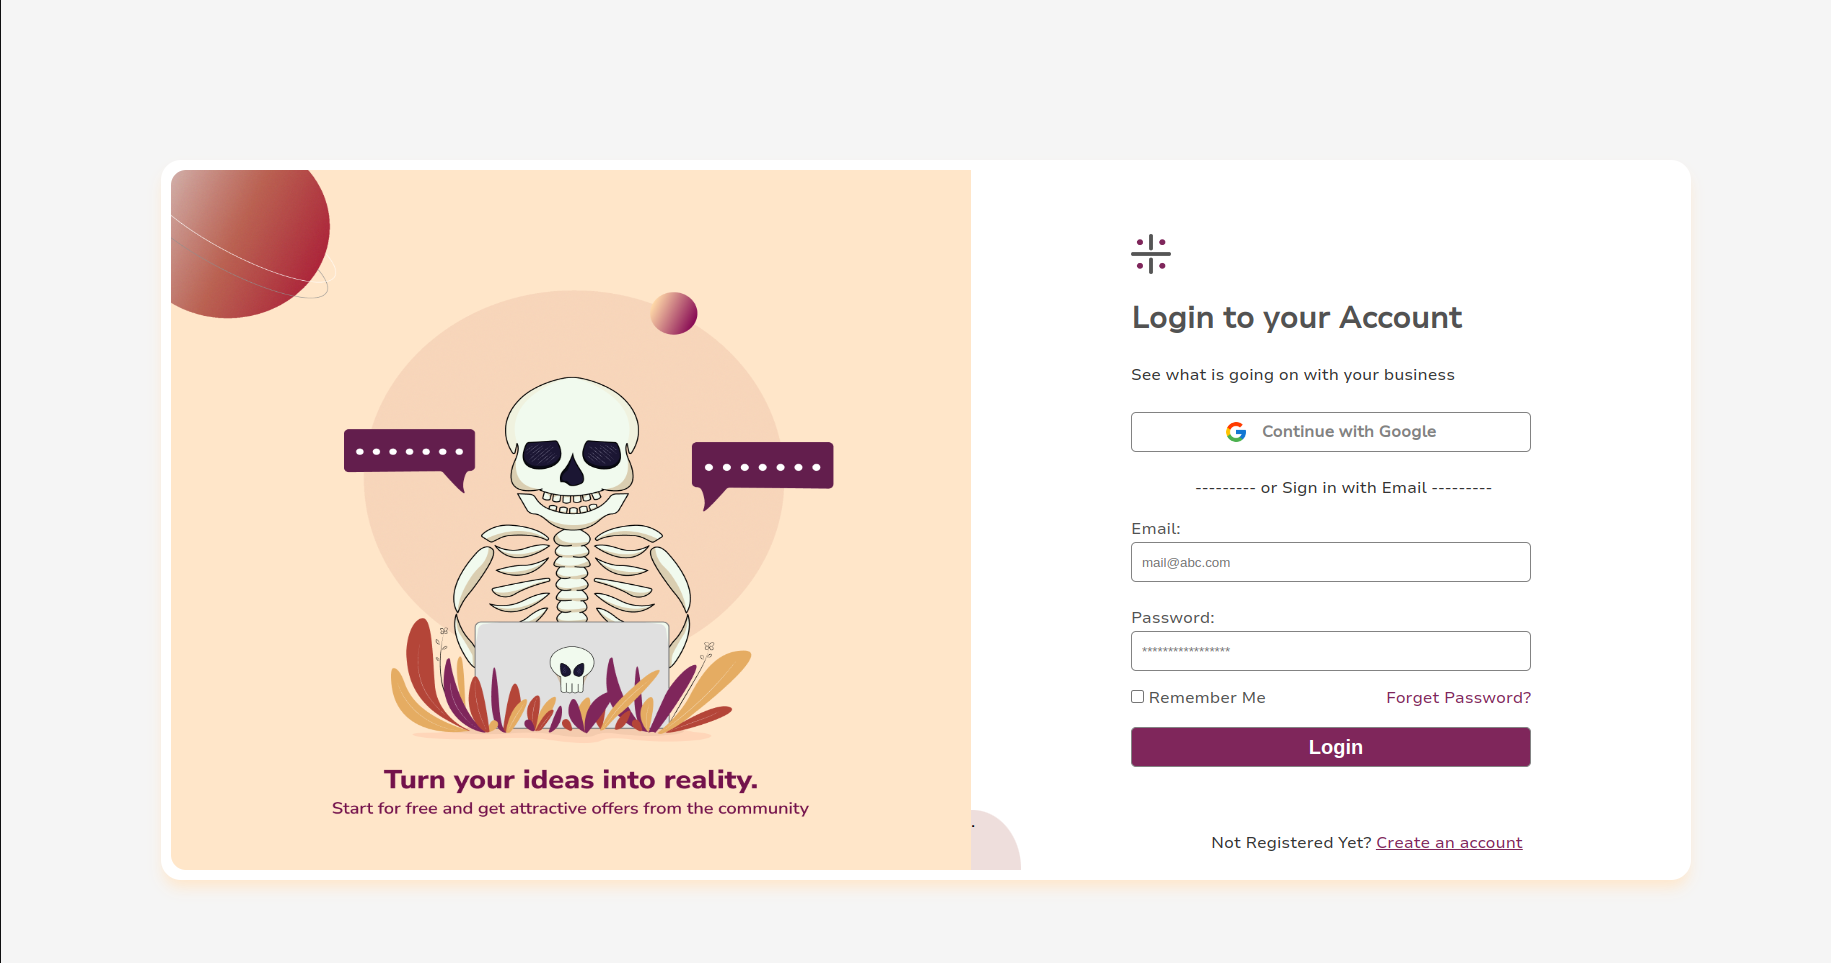 Turn your ideas into reality.
Start for free and get attractive offers from the community
Login to your Account
See what is going on with your business
Continue with Google
--------- or Sign in with Email ---------
Email:
mail@abc.com
Password:
*****************
Remember Me
Forget Password?
Login
.
Not Registered Yet? Create an account